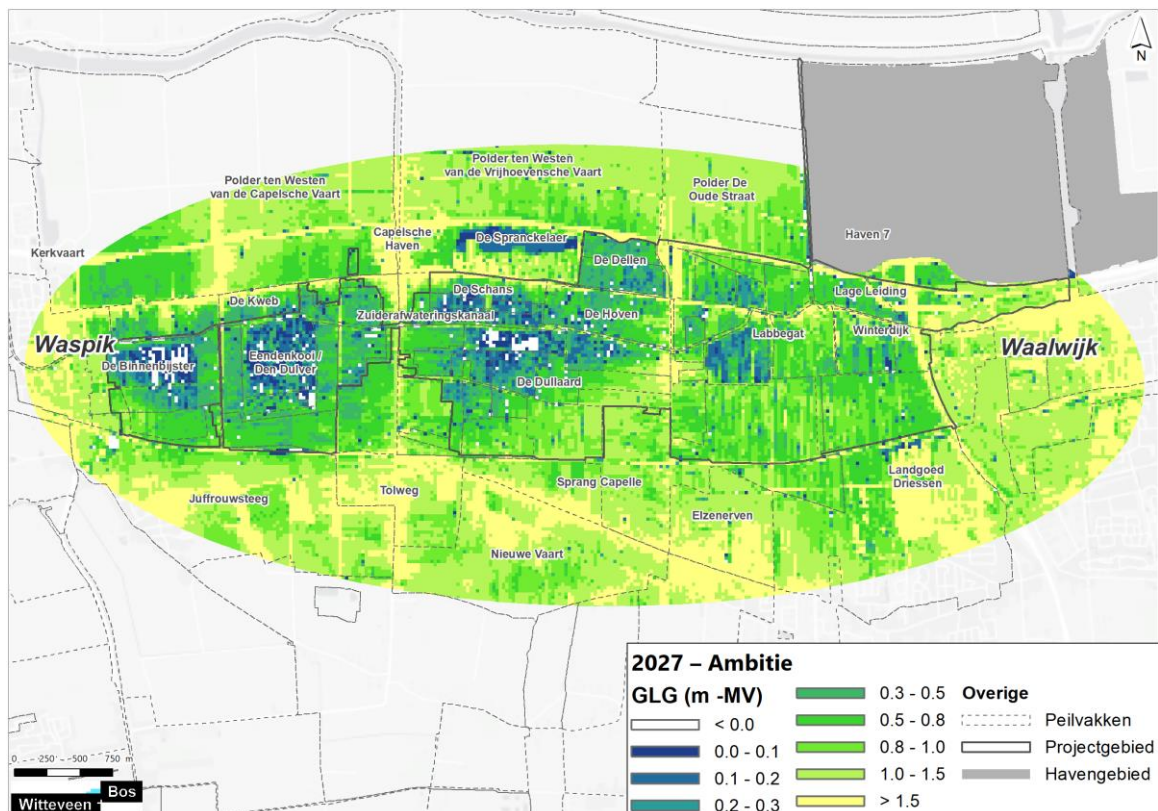 N
Polder ten Westen
van de Vrijhoevensche Vaart
Polder ten Westen
van de Capelsche Vaart
Polder De
Oude Straat
Capelsche
Haven
De Spranckelaer
Haven 7
Kerkvaart
De Dellen
De Kweb
De Schans
Lage Leiding
Zuiderafwateringskanaal
De Hoven
Labbegat
Winterdijk
Waspik
De Binnenbijster
Eendenkooi /
Den Dulver
Waalwijk
De Dullaard
Landgoed
Driessen
Juffrouwsteeg
Tolweg
Sprang Capelle
Elzenerven
Nieuwe Vaart
2027 – Ambitie
GLG (m -MV)
< 0.0
0.0 - 0.1
0.1 - 0.2
0.2 - 0.3
0.3 - 0.5
0.5 - 0.8
0.8 - 1.0
1.0 - 1.5
> 1.5
Overige
Peilvakken
Projectgebied
Havengebied
0 250 500 750 m
Witteveen + Bos